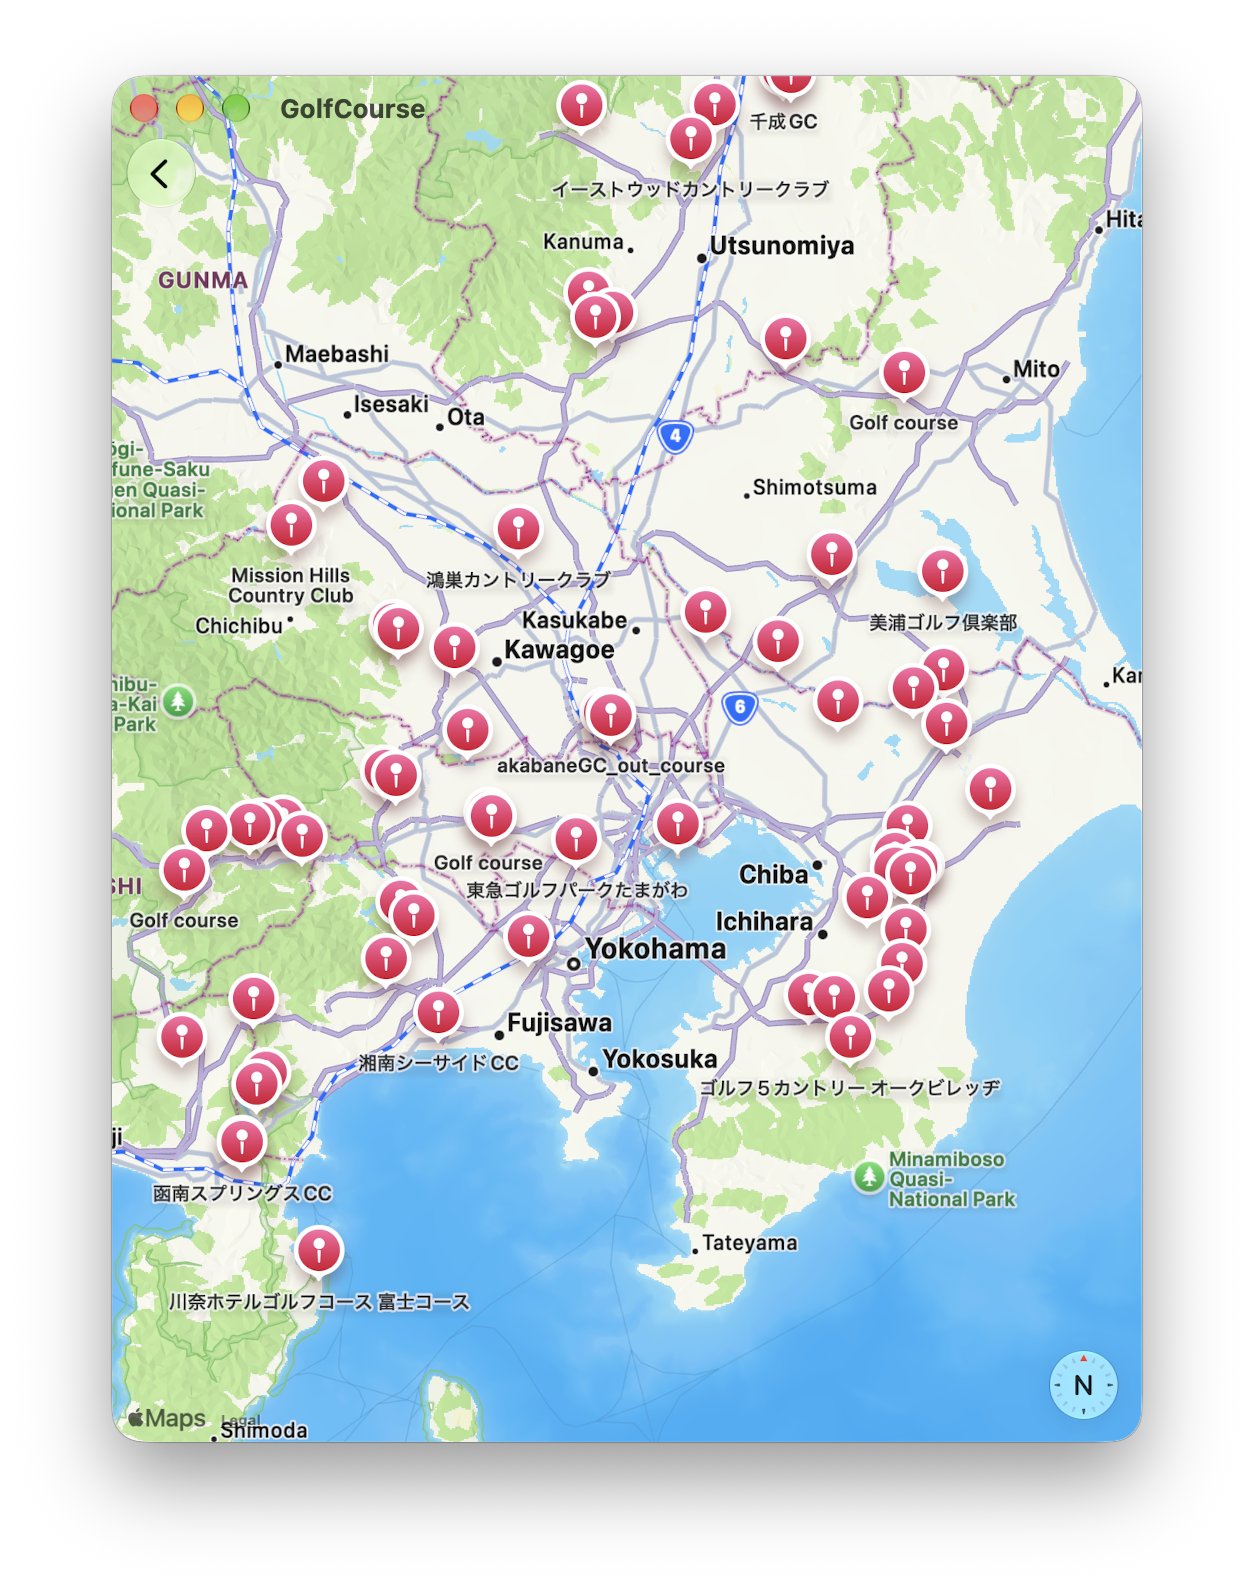 GolfCourse
千成GC
イーストウッドカントリークラブ
Kanuma
Utsunomiya
Hita
GUNMA
Maebashi
Isesaki
Ota
Mito
Golf course
4
ōgi-
fune-Saku
en Quasi-
ional Park
Shimotsuma
Mission Hills
Country Club
鴻巣カントリークラブ
Chichibu
Kasukabe
Kawagoe
美浦ゴルフ倶楽部
Kar
hibu-
a-Kai
Park
6
akabaneGC_out_course
Golf course
東急ゴルフパークたまがわ
Chiba
SHI
Golf course
Ichihara
Yokohama
Fujisawa
湘南シーサイドCC
Yokosuka
ゴルフ５カントリー オークビレッヂ
ji
函南スプリングスCC
Minamiboso
Quasi-
National Park
Tateyama
川奈ホテルゴルフコース 富士コース
N
Maps
Legal
Shimoda